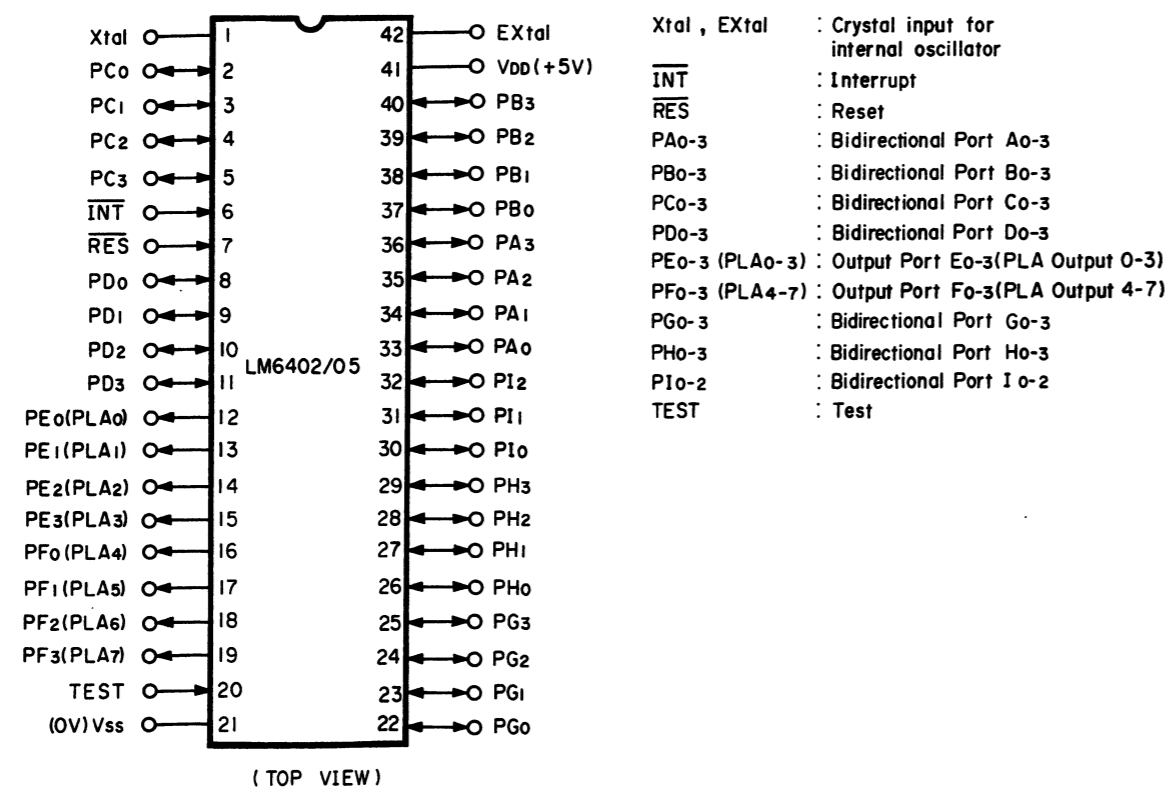 Xtal 1 42 EXtal
PC0 2 41 VDD(+5V)
PC1 3 40 PB3
PC2 4 39 PB2
PC3 5 38 PB1
INT 6 37 PB0
RES 7 36 PA3
PD0 8 35 PA2
PD1 9 34 PA1
PD2 10 33 PA0
LM6402/05
PD3 11 32 PI2
PE0(PLA0) 12 31 PI1
PE1(PLA1) 13 30 PI0
PE2(PLA2) 14 29 PH3
PE3(PLA3) 15 28 PH2
PF0(PLA4) 16 27 PH1
PF1(PLA5) 17 26 PH0
PF2(PLA6) 18 25 PG3
PF3(PLA7) 19 24 PG2
TEST 20 23 PG1
(0V)Vss 21 22 PG0
(TOP VIEW)
Xtal, EXtal : Crystal input for
internal oscillator
INT : Interrupt
RES : Reset
PA0-3 : Bidirectional Port A0-3
PB0-3 : Bidirectional Port B0-3
PC0-3 : Bidirectional Port C0-3
PD0-3 : Bidirectional Port D0-3
PE0-3 (PLA0-3) : Output Port E0-3(PLA Output 0-3)
PF0-3 (PLA4-7) : Output Port F0-3(PLA Output 4-7)
PG0-3 : Bidirectional Port G0-3
PH0-3 : Bidirectional Port H0-3
PI0-2 : Bidirectional Port I0-2
TEST : Test